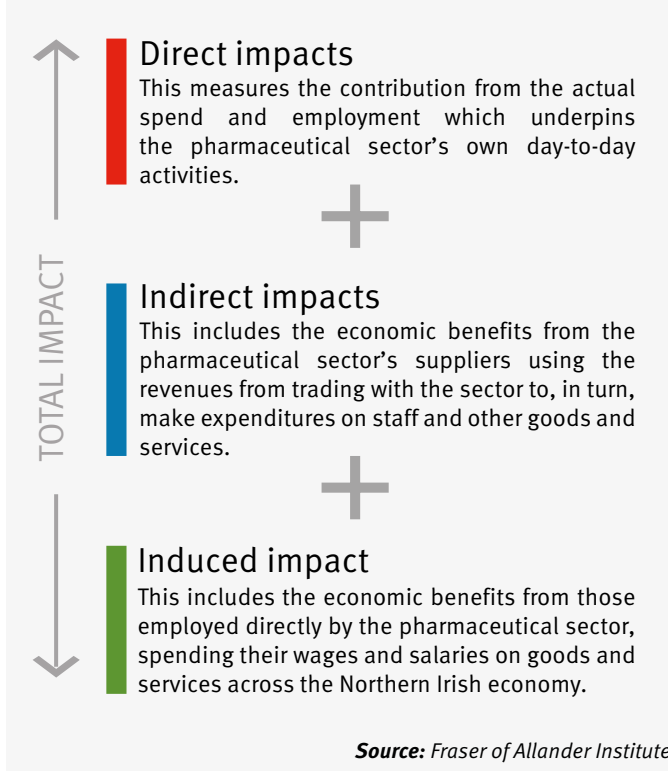 Direct impacts
This measures the contribution from the actual
spend and employment which underpins
the pharmaceutical sector’s own day-to-day
activities.
+
TOTAL IMPACT
Indirect impacts
This includes the economic benefits from the
pharmaceutical sector’s suppliers using the
revenues from trading with the sector to, in turn,
make expenditures on staff and other goods and
services.
+
Induced impact
This includes the economic benefits from those
employed directly by the pharmaceutical sector,
spending their wages and salaries on goods and
services across the Northern Irish economy.
Source: Fraser of Allander Institute